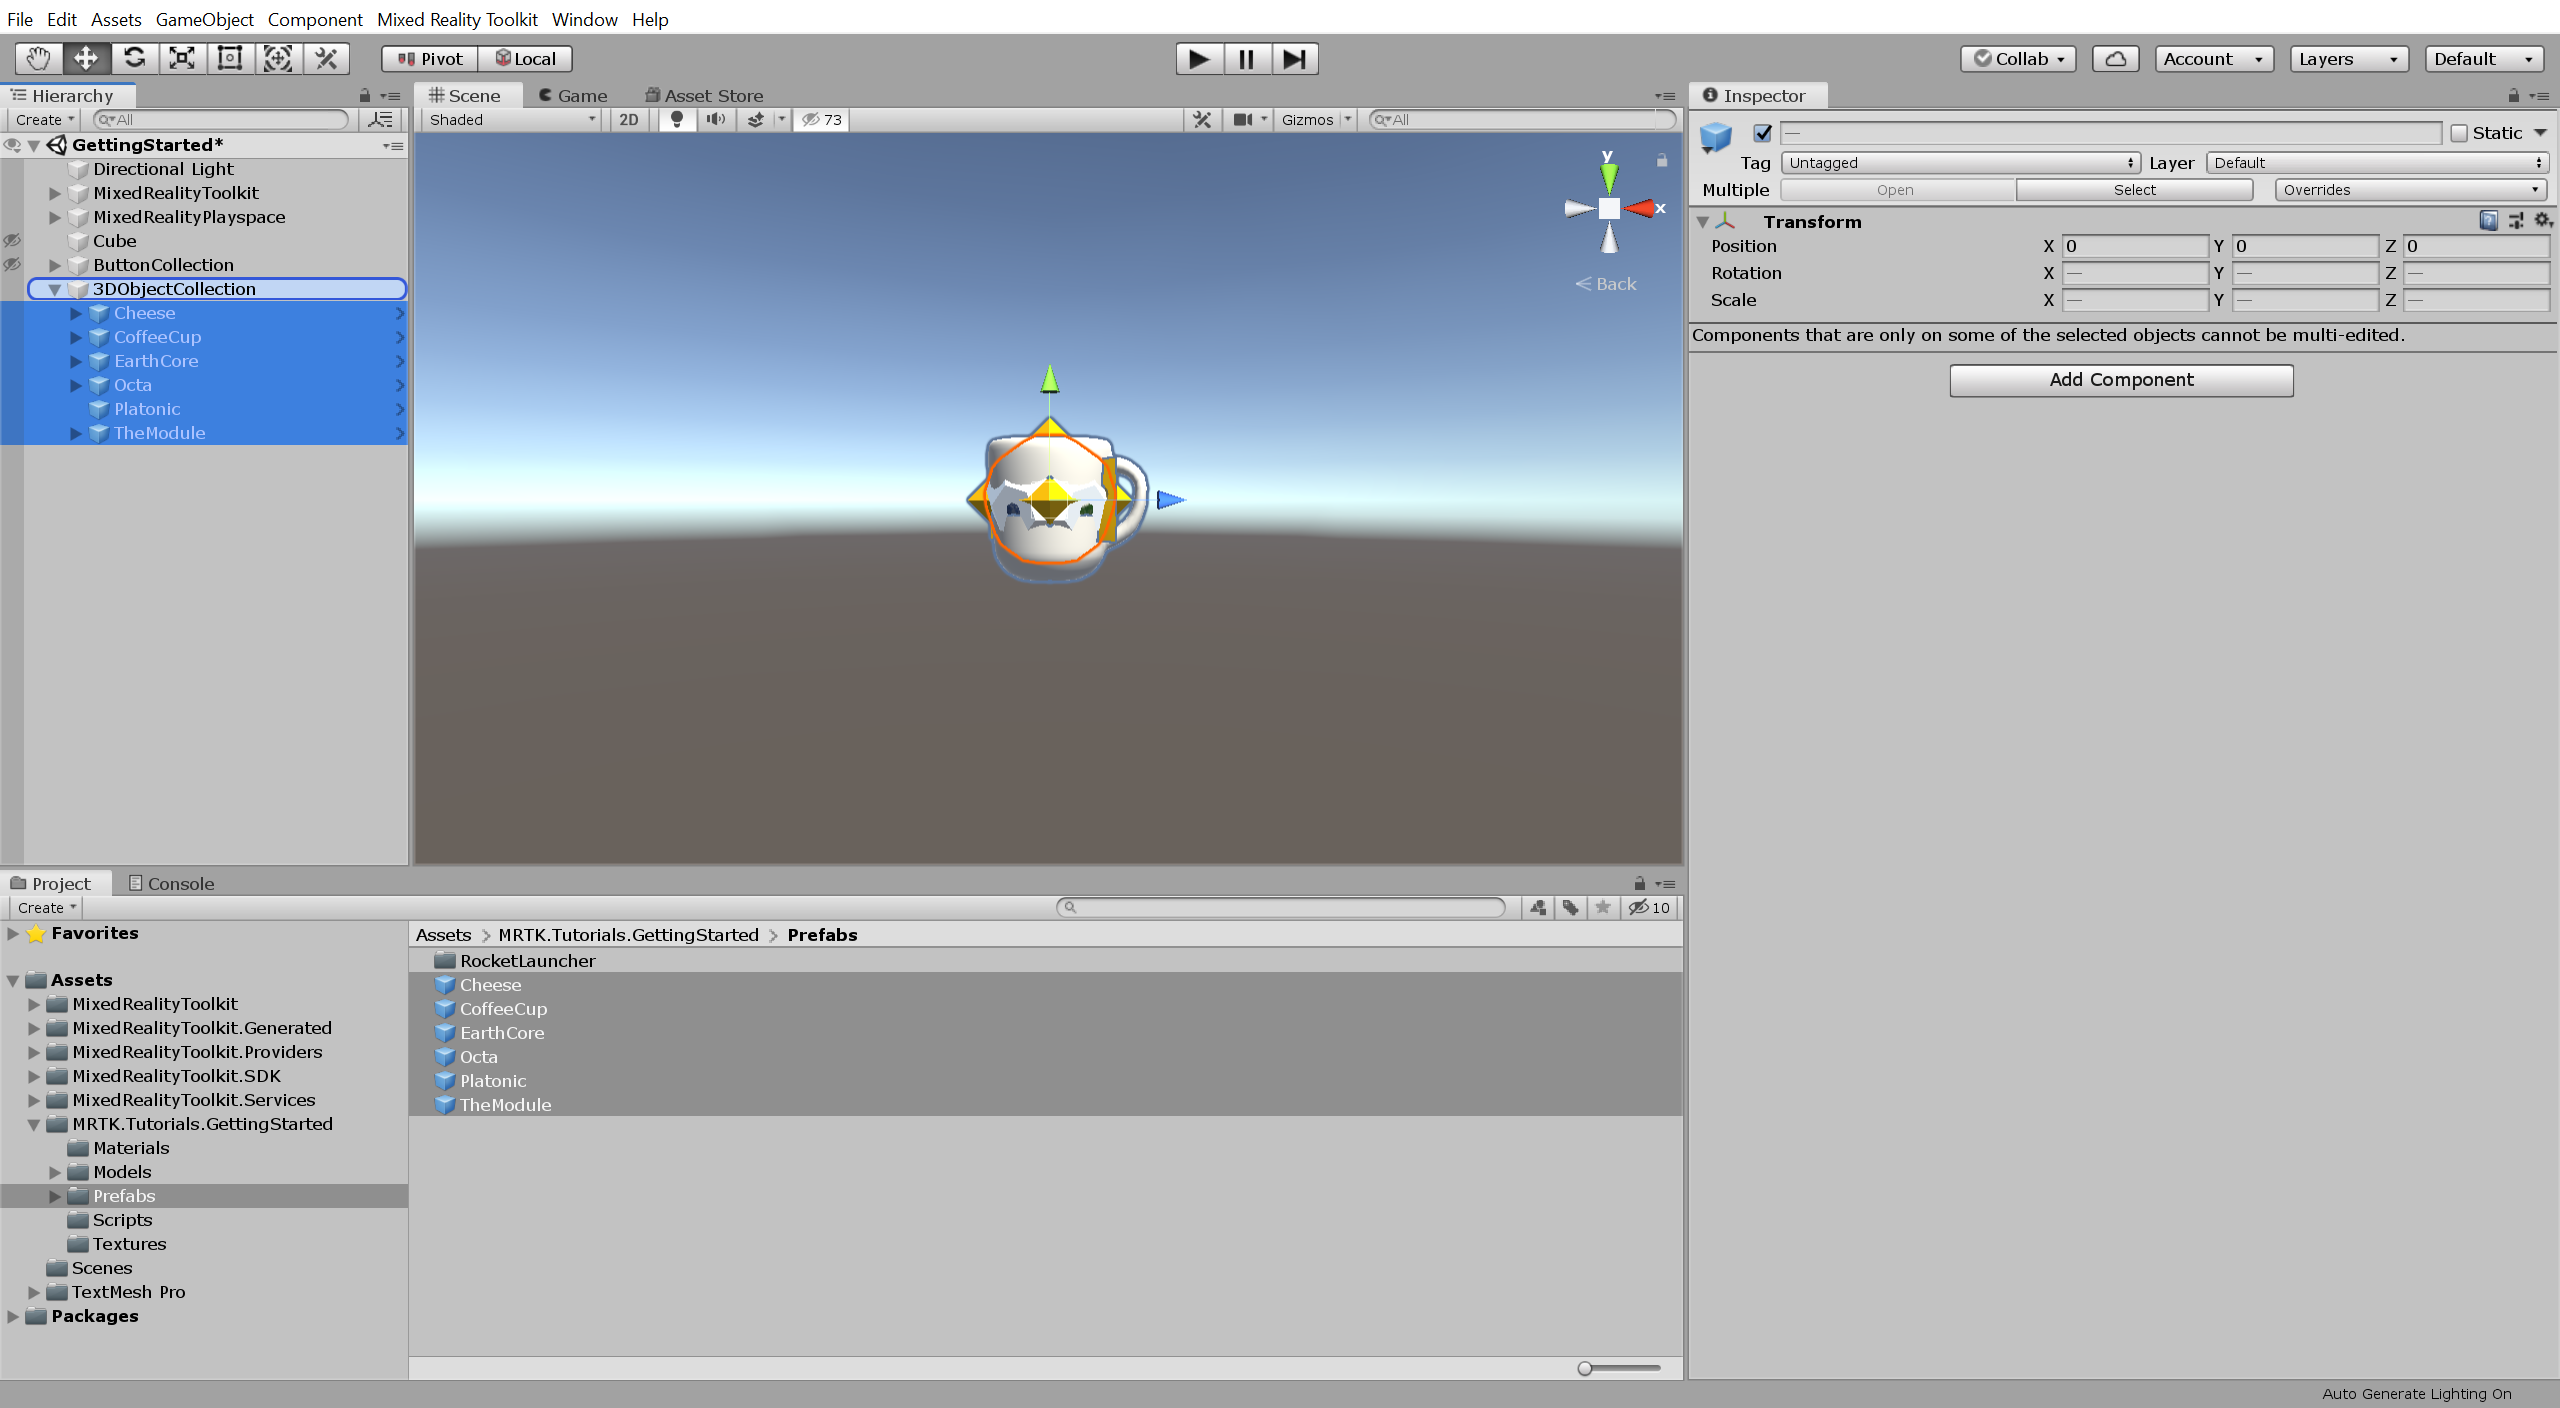 File Edit Assets GameObject Component Mixed Reality Toolkit Window Help
Pivot Local Collab Account Layers Default
Hierarchy
Create All
GettingStarted*
Directional Light
MixedRealityToolkit
MixedRealityPlayspace
Cube
ButtonCollection
3DObjectCollection
Cheese
CoffeeCup
EarthCore
Octa
Platonic
TheModule
Scene Game Asset Store
Shaded 2D 73 Gizmos All
y
x
< Back
Inspector
—
Static
Tag Untagged Layer Default
Multiple Open Select Overrides
Transform
Position X 0 Y 0 Z 0
Rotation X — Y — Z —
Scale X — Y — Z —
Components that are only on some of the selected objects cannot be multi-edited.
Add Component
Project Console
Create 10
Favorites
Assets
MixedRealityToolkit
MixedRealityToolkit.Generated
MixedRealityToolkit.Providers
MixedRealityToolkit.SDK
MixedRealityToolkit.Services
MRTK.Tutorials.GettingStarted
Materials
Models
Prefabs
Scripts
Textures
Scenes
TextMesh Pro
Packages
Assets > MRTK.Tutorials.GettingStarted > Prefabs
RocketLauncher
Cheese
CoffeeCup
EarthCore
Octa
Platonic
TheModule
Auto Generate Lighting On